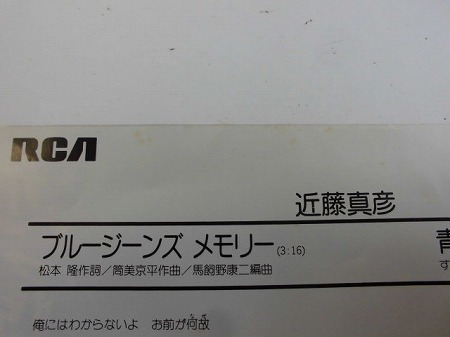 RCA
近藤真彦
ブルージーンズ メモリー(3:16)
青
松本 隆作詞／筒美京平作曲／馬飼野康二編曲
す
俺にはわからないよ お前が何故